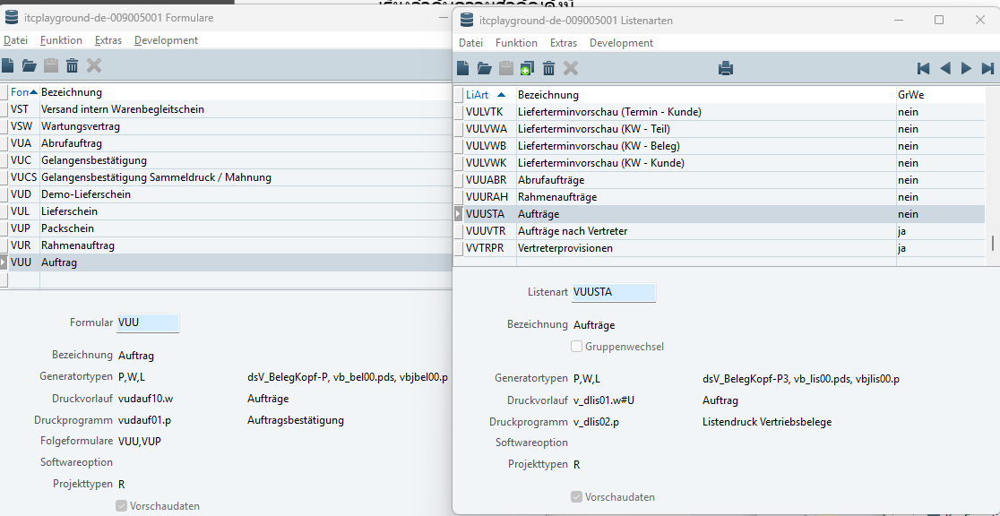 itcplayground-de-009005001 Formulare
Datei Funktion Extras Development
Fon Bezeichnung
VST Versand intern Warenbegleitschein
VSW Wartungsvertrag
VUA Abrufauftrag
VUC Gelangensbestätigung
VUCS Gelangensbestätigung Sammeldruck / Mahnung
VUD Demo-Lieferschein
VUL Lieferschein
VUP Packschein
VUR Rahmenauftrag
VUU Auftrag
Formular VUU
Bezeichnung Auftrag
Generatortypen P,W,L dsV_BelegKopf-P, vb_bel00.pds, vbjbel00.p
Druckvorlauf vudauf10.w Aufträge
Druckprogramm vudauf01.p Auftragsbestätigung
Folgeformulare VUU,VUP
Softwareoption
Projekttypen R
Vorschaudaten
itcplayground-de-009005001 Listenarten
Datei Funktion Extras Development
LiArt Bezeichnung GrWe
VULVTK Lieferterminvorschau (Termin - Kunde) nein
VULVWA Lieferterminvorschau (KW - Teil) nein
VULVWB Lieferterminvorschau (KW - Beleg) nein
VULVWK Lieferterminvorschau (KW - Kunde) nein
VUUABR Abrufaufträge nein
VUURAH Rahmenaufträge nein
VUUSTA Aufträge nein
VUUVTR Aufträge nach Vertreter ja
VVTRPR Vertreterprovisionen ja
Listenart VUUSTA
Bezeichnung Aufträge
Gruppenwechsel
Generatortypen P,W,L dsV_BelegKopf-P3, vb_lis00.pds, vbjlis00.p
Druckvorlauf v_dlis01.w#U Auftrag
Druckprogramm v_dlis02.p Listendruck Vertriebsbelege
Softwareoption
Projekttypen R
Vorschaudaten